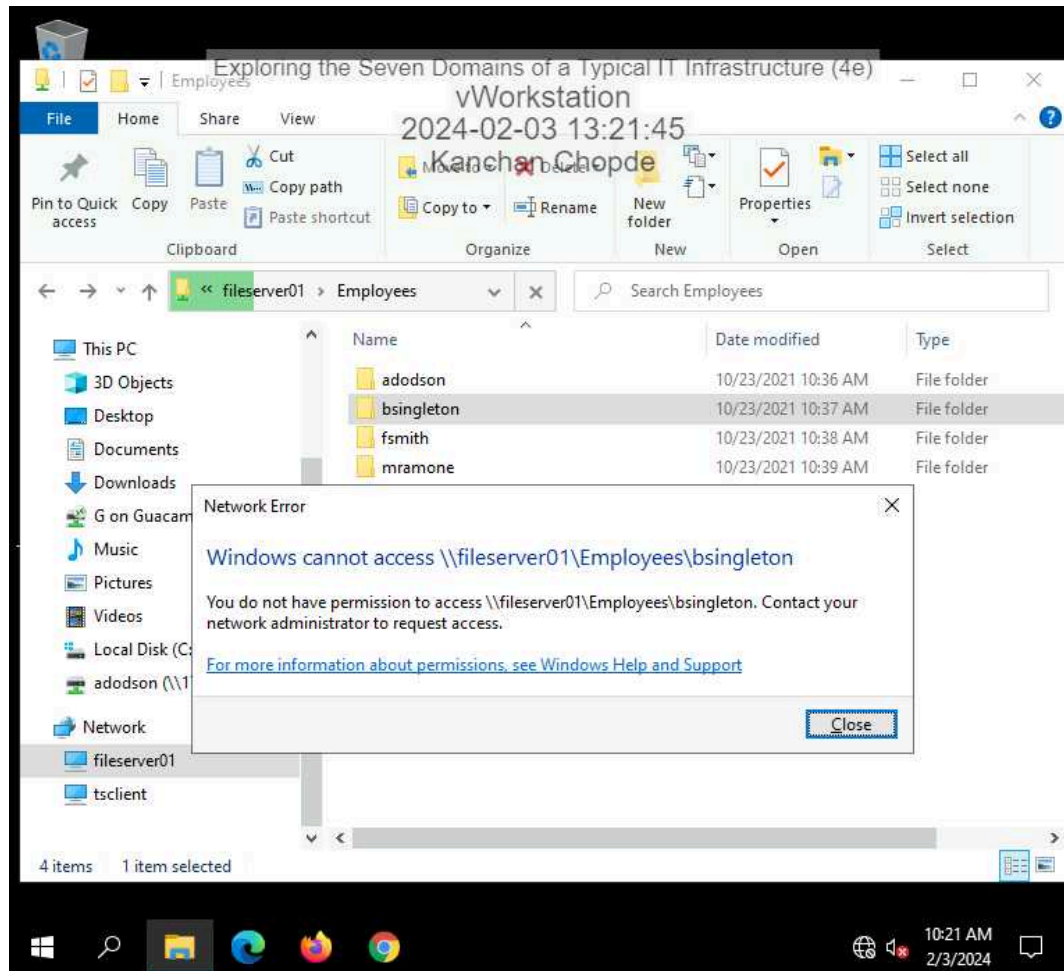 Exploring the Seven Domains of a Typical IT Infrastructure (4e)
vWorkstation
2024-02-03 13:21:45
Kanchan Chopde
Employees
File Home Share View
Pin to Quick access
Copy
Paste
Cut
Copy path
Paste shortcut
Move to
Copy to
Delete
Rename
New folder
Properties
Select all
Select none
Invert selection
Clipboard Organize New Open Select
« fileserver01 › Employees
Search Employees
Name Date modified Type
adodson 10/23/2021 10:36 AM File folder
bsingleton 10/23/2021 10:37 AM File folder
fsmith 10/23/2021 10:38 AM File folder
mramone 10/23/2021 10:39 AM File folder
This PC
3D Objects
Desktop
Documents
Downloads
G on Guacam
Music
Pictures
Videos
Local Disk (C:
adodson (\\1
Network
fileserver01
tsclient
Network Error
Windows cannot access \\fileserver01\Employees\bsingleton
You do not have permission to access \\fileserver01\Employees\bsingleton. Contact your
network administrator to request access.
For more information about permissions, see Windows Help and Support
Close
4 items 1 item selected
10:21 AM
2/3/2024